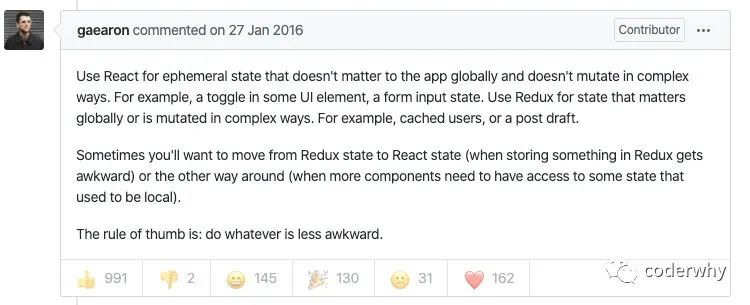 gaearon commented on 27 Jan 2016
Contributor
...
Use React for ephemeral state that doesn't matter to the app globally and doesn't mutate in complex
ways. For example, a toggle in some UI element, a form input state. Use Redux for state that matters
globally or is mutated in complex ways. For example, cached users, or a post draft.
Sometimes you'll want to move from Redux state to React state (when storing something in Redux gets
awkward) or the other way around (when more components need to have access to some state that
used to be local).
The rule of thumb is: do whatever is less awkward.
👍 991 👎 2 😄 145 🎉 130 😕 31 ❤️ 162
coderwhy